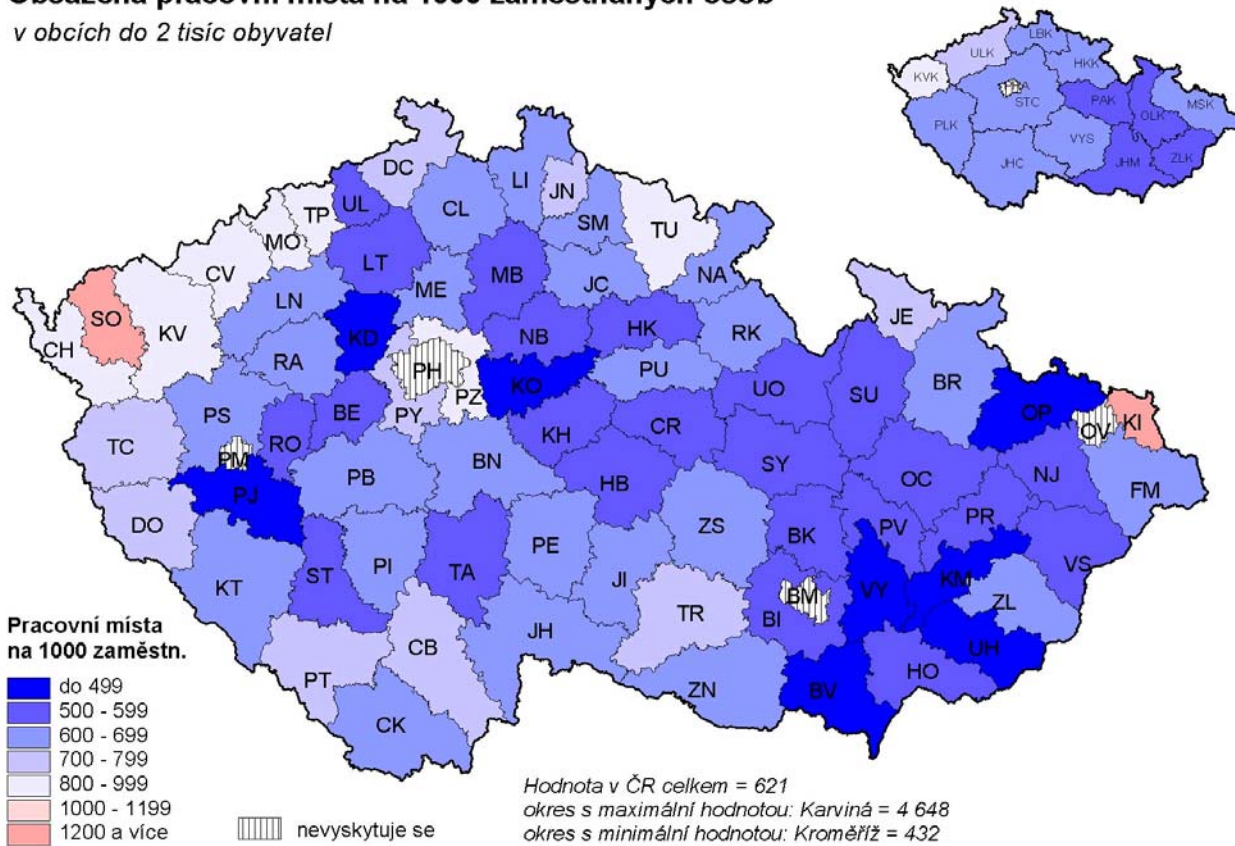 Obsazená pracovní místa na 1000 zaměstnaných osob
v obcích do 2 tisíc obyvatel
LBK
ULK
HKK
KVK
PHA
STC
PAK
MSK
OLK
PLK
VYS
JHC
JHM
ZLK
DC
LI
JN
UL
CL
SM
TP
TU
MO
LT
MB
CV
ME
JC
NA
LN
SO
KV
KD
NB
HK
RK
JE
CH
RA
PH
PU
KO
PZ
UO
SU
BR
OP
PS
BE
PY
KI
OV
TC
RO
KH
CR
PM
BN
SY
PB
HB
OC
NJ
PJ
FM
DO
ZS
PR
BK
PV
PE
PI
ST
TA
JI
KT
KM
VS
VY
BM
ZL
TR
BI
JH
CB
UH
HO
PT
ZN
BV
CK
Pracovní místa
na 1000 zaměstn.
do 499
500 - 599
600 - 699
700 - 799
800 - 999
1000 - 1199
1200 a více
nevyskytuje se
Hodnota v ČR celkem = 621
okres s maximální hodnotou: Karviná = 4 648
okres s minimální hodnotou: Kroměříž = 432